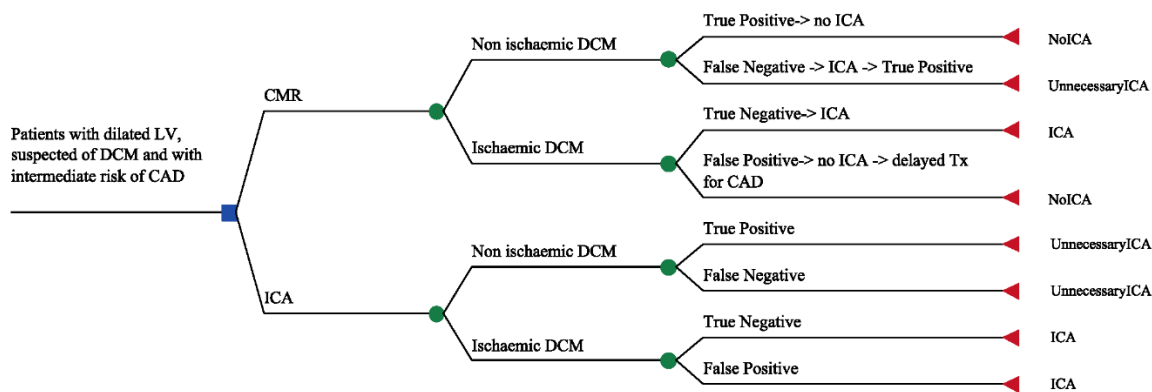 Patients with dilated LV,
suspected of DCM and with
intermediate risk of CAD
CMR
Non ischaemic DCM
True Positive-> no ICA
NoICA
False Negative -> ICA -> True Positive
UnnecessaryICA
Ischaemic DCM
True Negative-> ICA
ICA
False Positive-> no ICA -> delayed Tx
for CAD
NoICA
ICA
Non ischaemic DCM
True Positive
UnnecessaryICA
False Negative
UnnecessaryICA
Ischaemic DCM
True Negative
ICA
False Positive
ICA